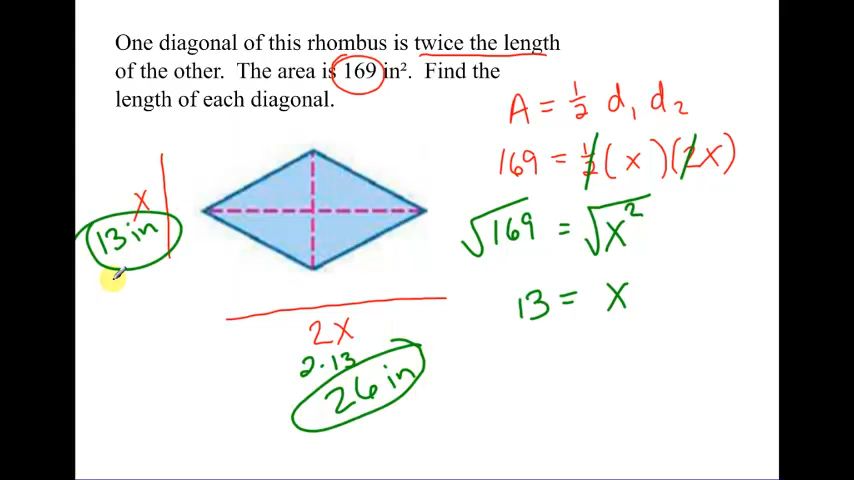 One diagonal of this rhombus is twice the length
of the other. The area is 169 in². Find the
length of each diagonal.
A = 1/2 d₁ d₂
169 = 1/2 (x)(2x)
√169 = √x²
13 = x
x
13 in
2x
2·13
26 in